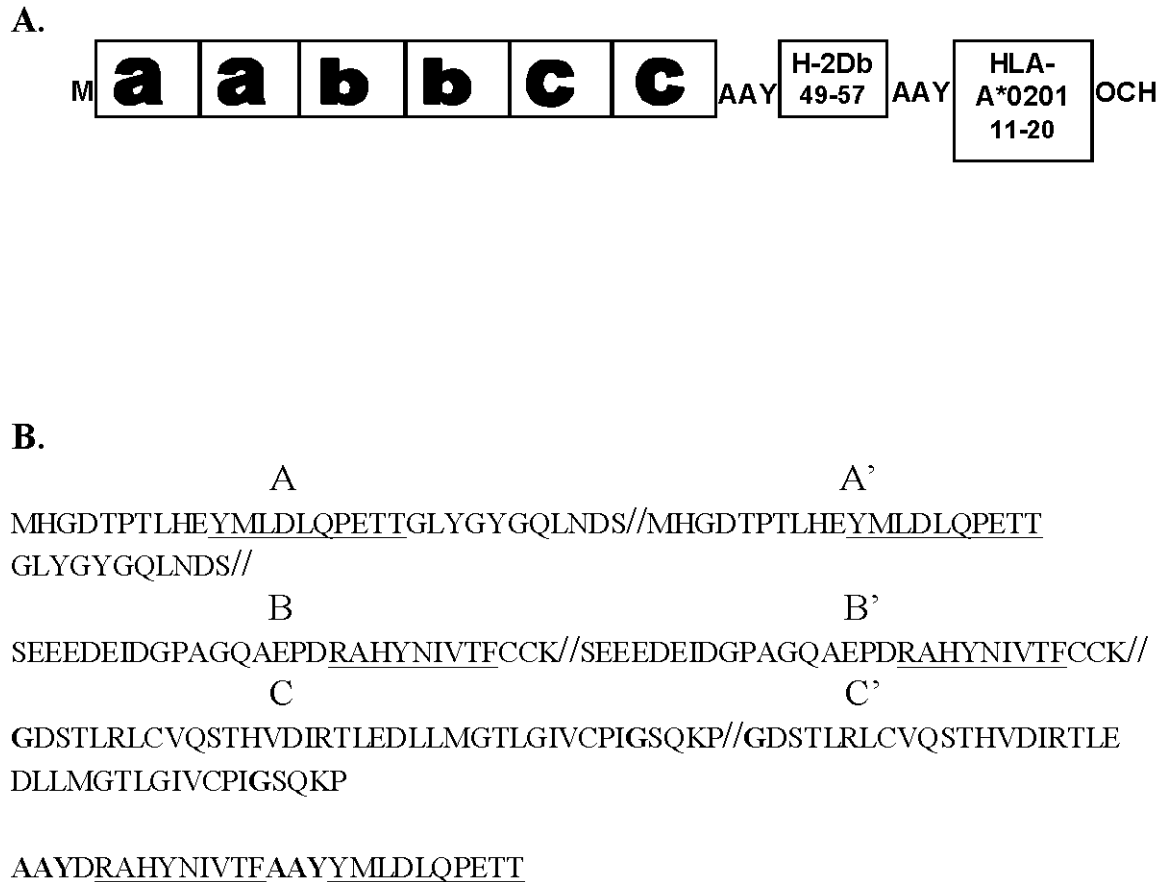 A.
M a a b b c c AAY H-2Db 49-57 AAY HLA-A*0201 11-20 OCH
B.
A A’
MHGDTPTLHEYMLDLQPETTGLYGYGQLNDS//MHGDTPTLHEYMLDLQPETT
GLYGYGQLNDS//
B B’
SEEEDEIDGPAGQAEPDRAHYNIVTFCCK//SEEEDEIDGPAGQAEPDRAHYNIVTFCCK//
C C’
GDSTLRLCVQSTHVDIRTLEDLLMGTLGIVCPIGSQKP//GDSTLRLCVQSTHVDIRTLE
DLLMGTLGIVCPIGSQKP
AAYDRAHYNIVTFAAYYMLDLQPETT